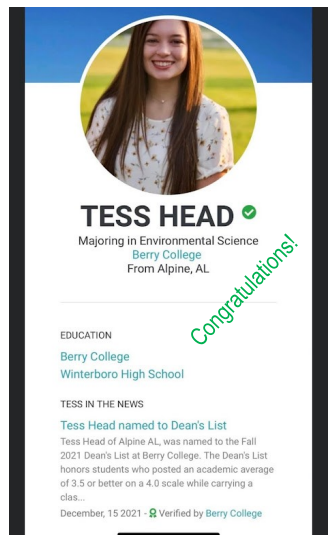 TESS HEAD
Majoring in Environmental Science
Berry College
From Alpine, AL
Congratulations!
EDUCATION
Berry College
Winterboro High School
TESS IN THE NEWS
Tess Head named to Dean's List
Tess Head of Alpine AL, was named to the Fall
2021 Dean's List at Berry College. The Dean's List
honors students who posted an academic average
of 3.5 or better on a 4.0 scale while carrying a
clas...
December, 15 2021 - Verified by Berry College